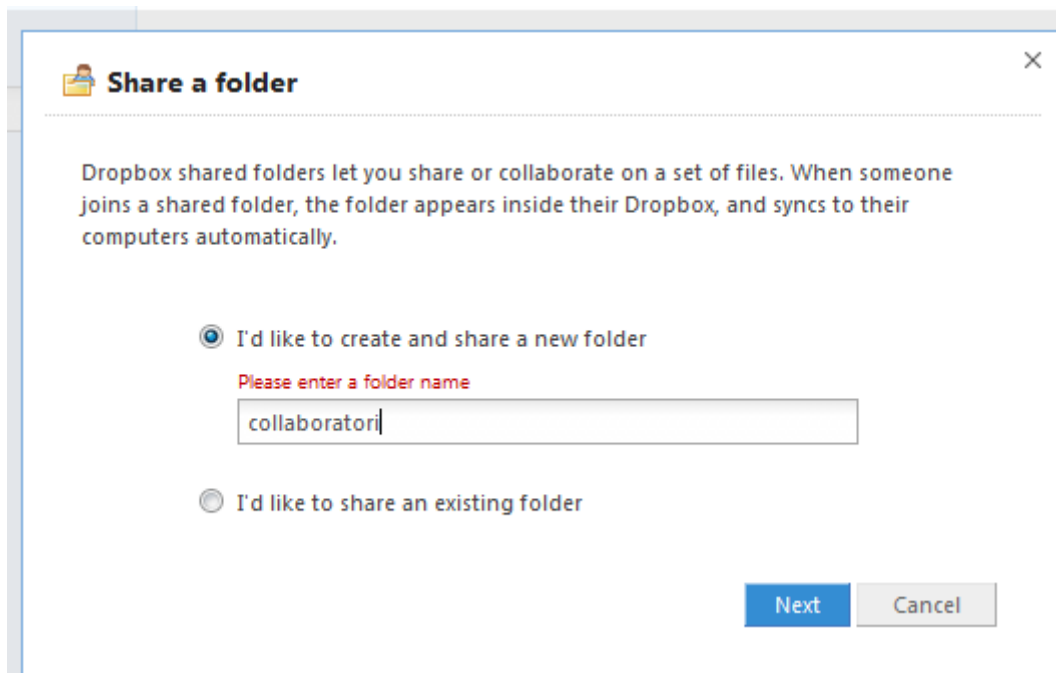 Share a folder
Dropbox shared folders let you share or collaborate on a set of files. When someone
joins a shared folder, the folder appears inside their Dropbox, and syncs to their
computers automatically.
I'd like to create and share a new folder
Please enter a folder name
collaboratori
I'd like to share an existing folder
Next Cancel